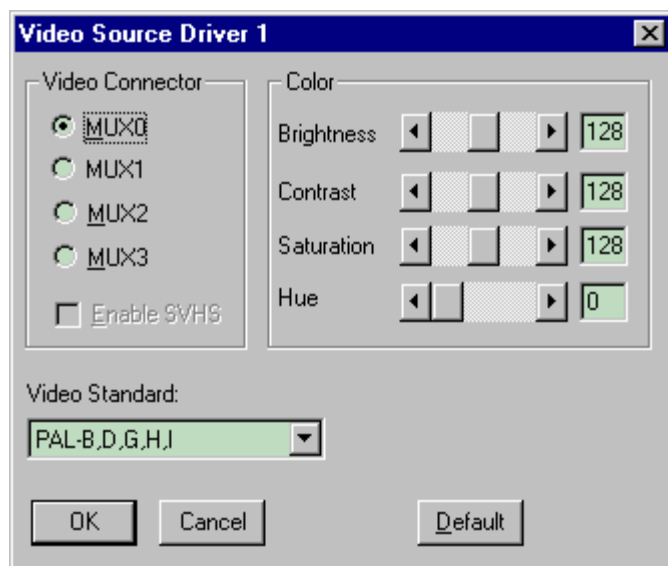 Video Source Driver 1
Video Connector
MUX0
MUX1
MUX2
MUX3
Enable SVHS
Color
Brightness 128
Contrast 128
Saturation 128
Hue 0
Video Standard:
PAL-B,D,G,H,I
OK Cancel Default